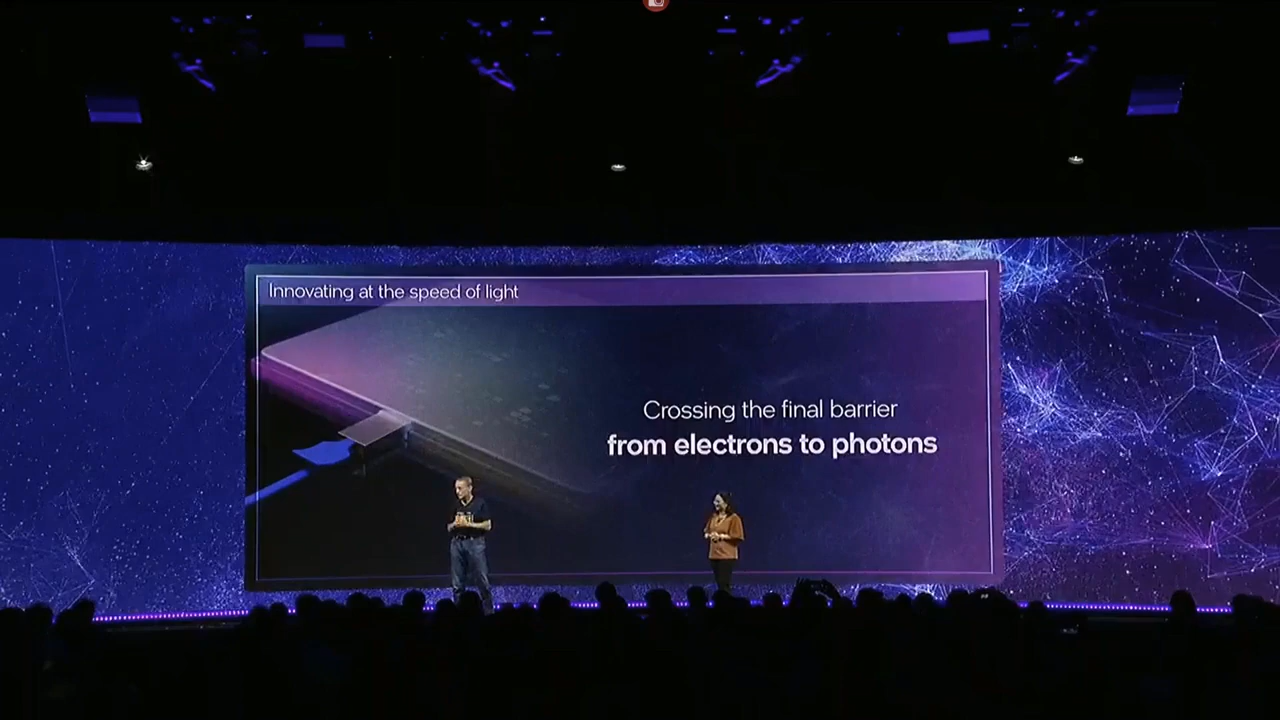 Innovating at the speed of light
Crossing the final barrier
from electrons to photons